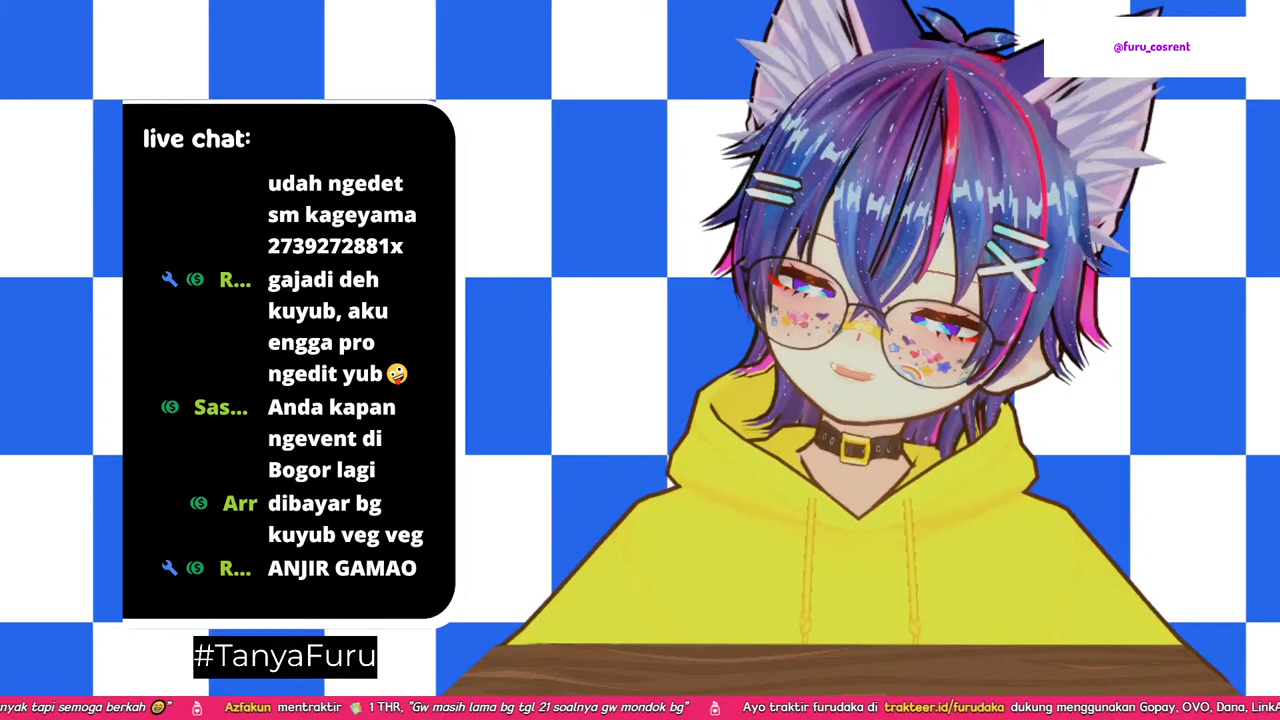 @furu_cosrent
live chat:
udah ngedet
sm kageyama
2739272881x
R... gajadi deh
kuyub, aku
engga pro
ngedit yub🤪
Sas... Anda kapan
ngevent di
Bogor lagi
Arr dibayar bg
kuyub veg veg
R... ANJIR GAMAO
#TanyaFuru
nyak tapi semoga berkah 😁" Azfakun mentraktir 1 THR, "Gw masih lama bg tgl 21 soalnya gw mondok bg" Ayo traktir furudaka di trakteer.id/furudaka dukung menggunakan Gopay, OVO, Dana, LinkA